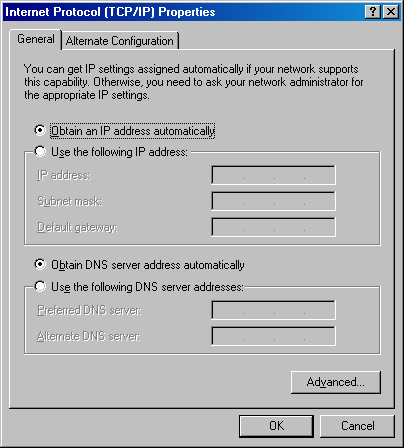 Internet Protocol (TCP/IP) Properties
General
Alternate Configuration
You can get IP settings assigned automatically if your network supports
this capability. Otherwise, you need to ask your network administrator for
the appropriate IP settings.
Obtain an IP address automatically
Use the following IP address:
IP address:
Subnet mask:
Default gateway:
Obtain DNS server address automatically
Use the following DNS server addresses:
Preferred DNS server:
Alternate DNS server:
Advanced...
OK
Cancel